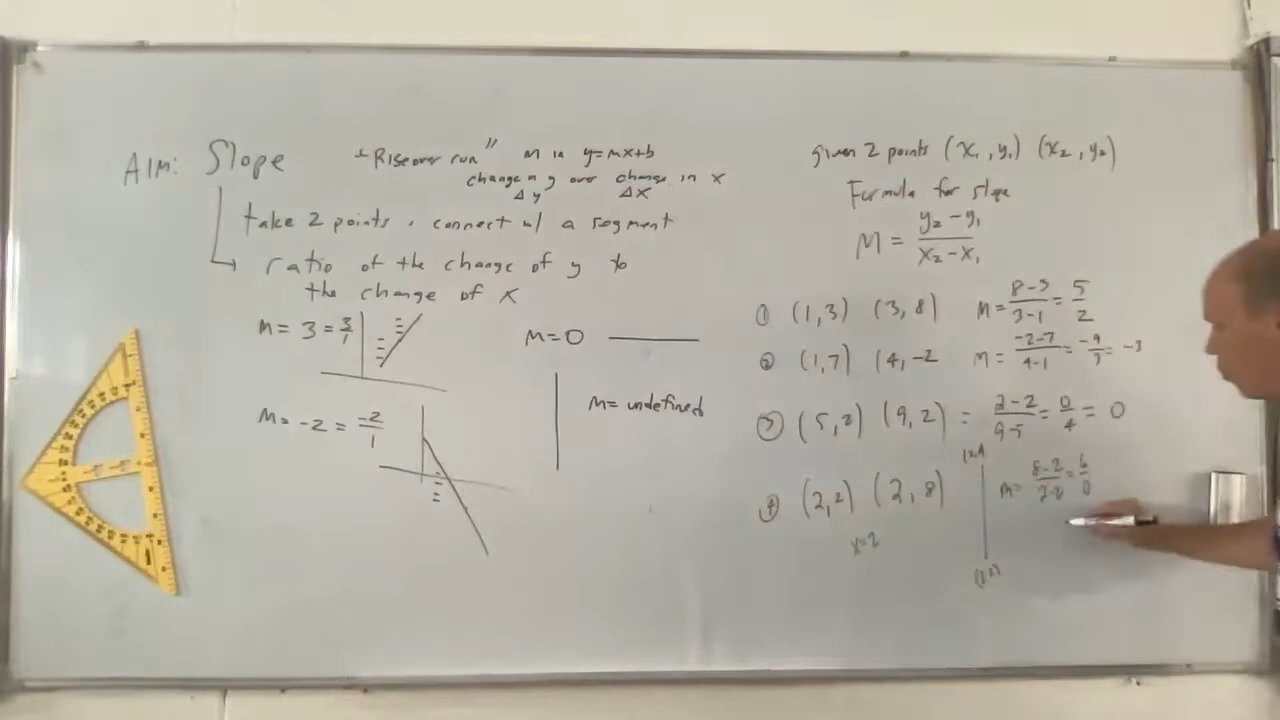 AIM: Slope
"Rise over run" m in y=mx+b
change in y over change in x
Δy Δx
take 2 points, connect w/ a segment
ratio of the change of y to
the change of x
m = 3 = 3/1
m = -2 = -2/1
m=0
m= undefined
given 2 points (x₁, y₁) (x₂, y₂)
Formula for slope
M = y₂-y₁/x₂-x₁
① (1,3) (3,8) m = 8-3/3-1 = 5/2
② (1,7) (4,-2 m = -2-7/4-1 = -9/3 = -3
③ (5,2) (9,2) = 2-2/9-5 = 0/4 = 0
④ (2,2) (2,8) m = 8-2/2-2 = 6/0
x=2